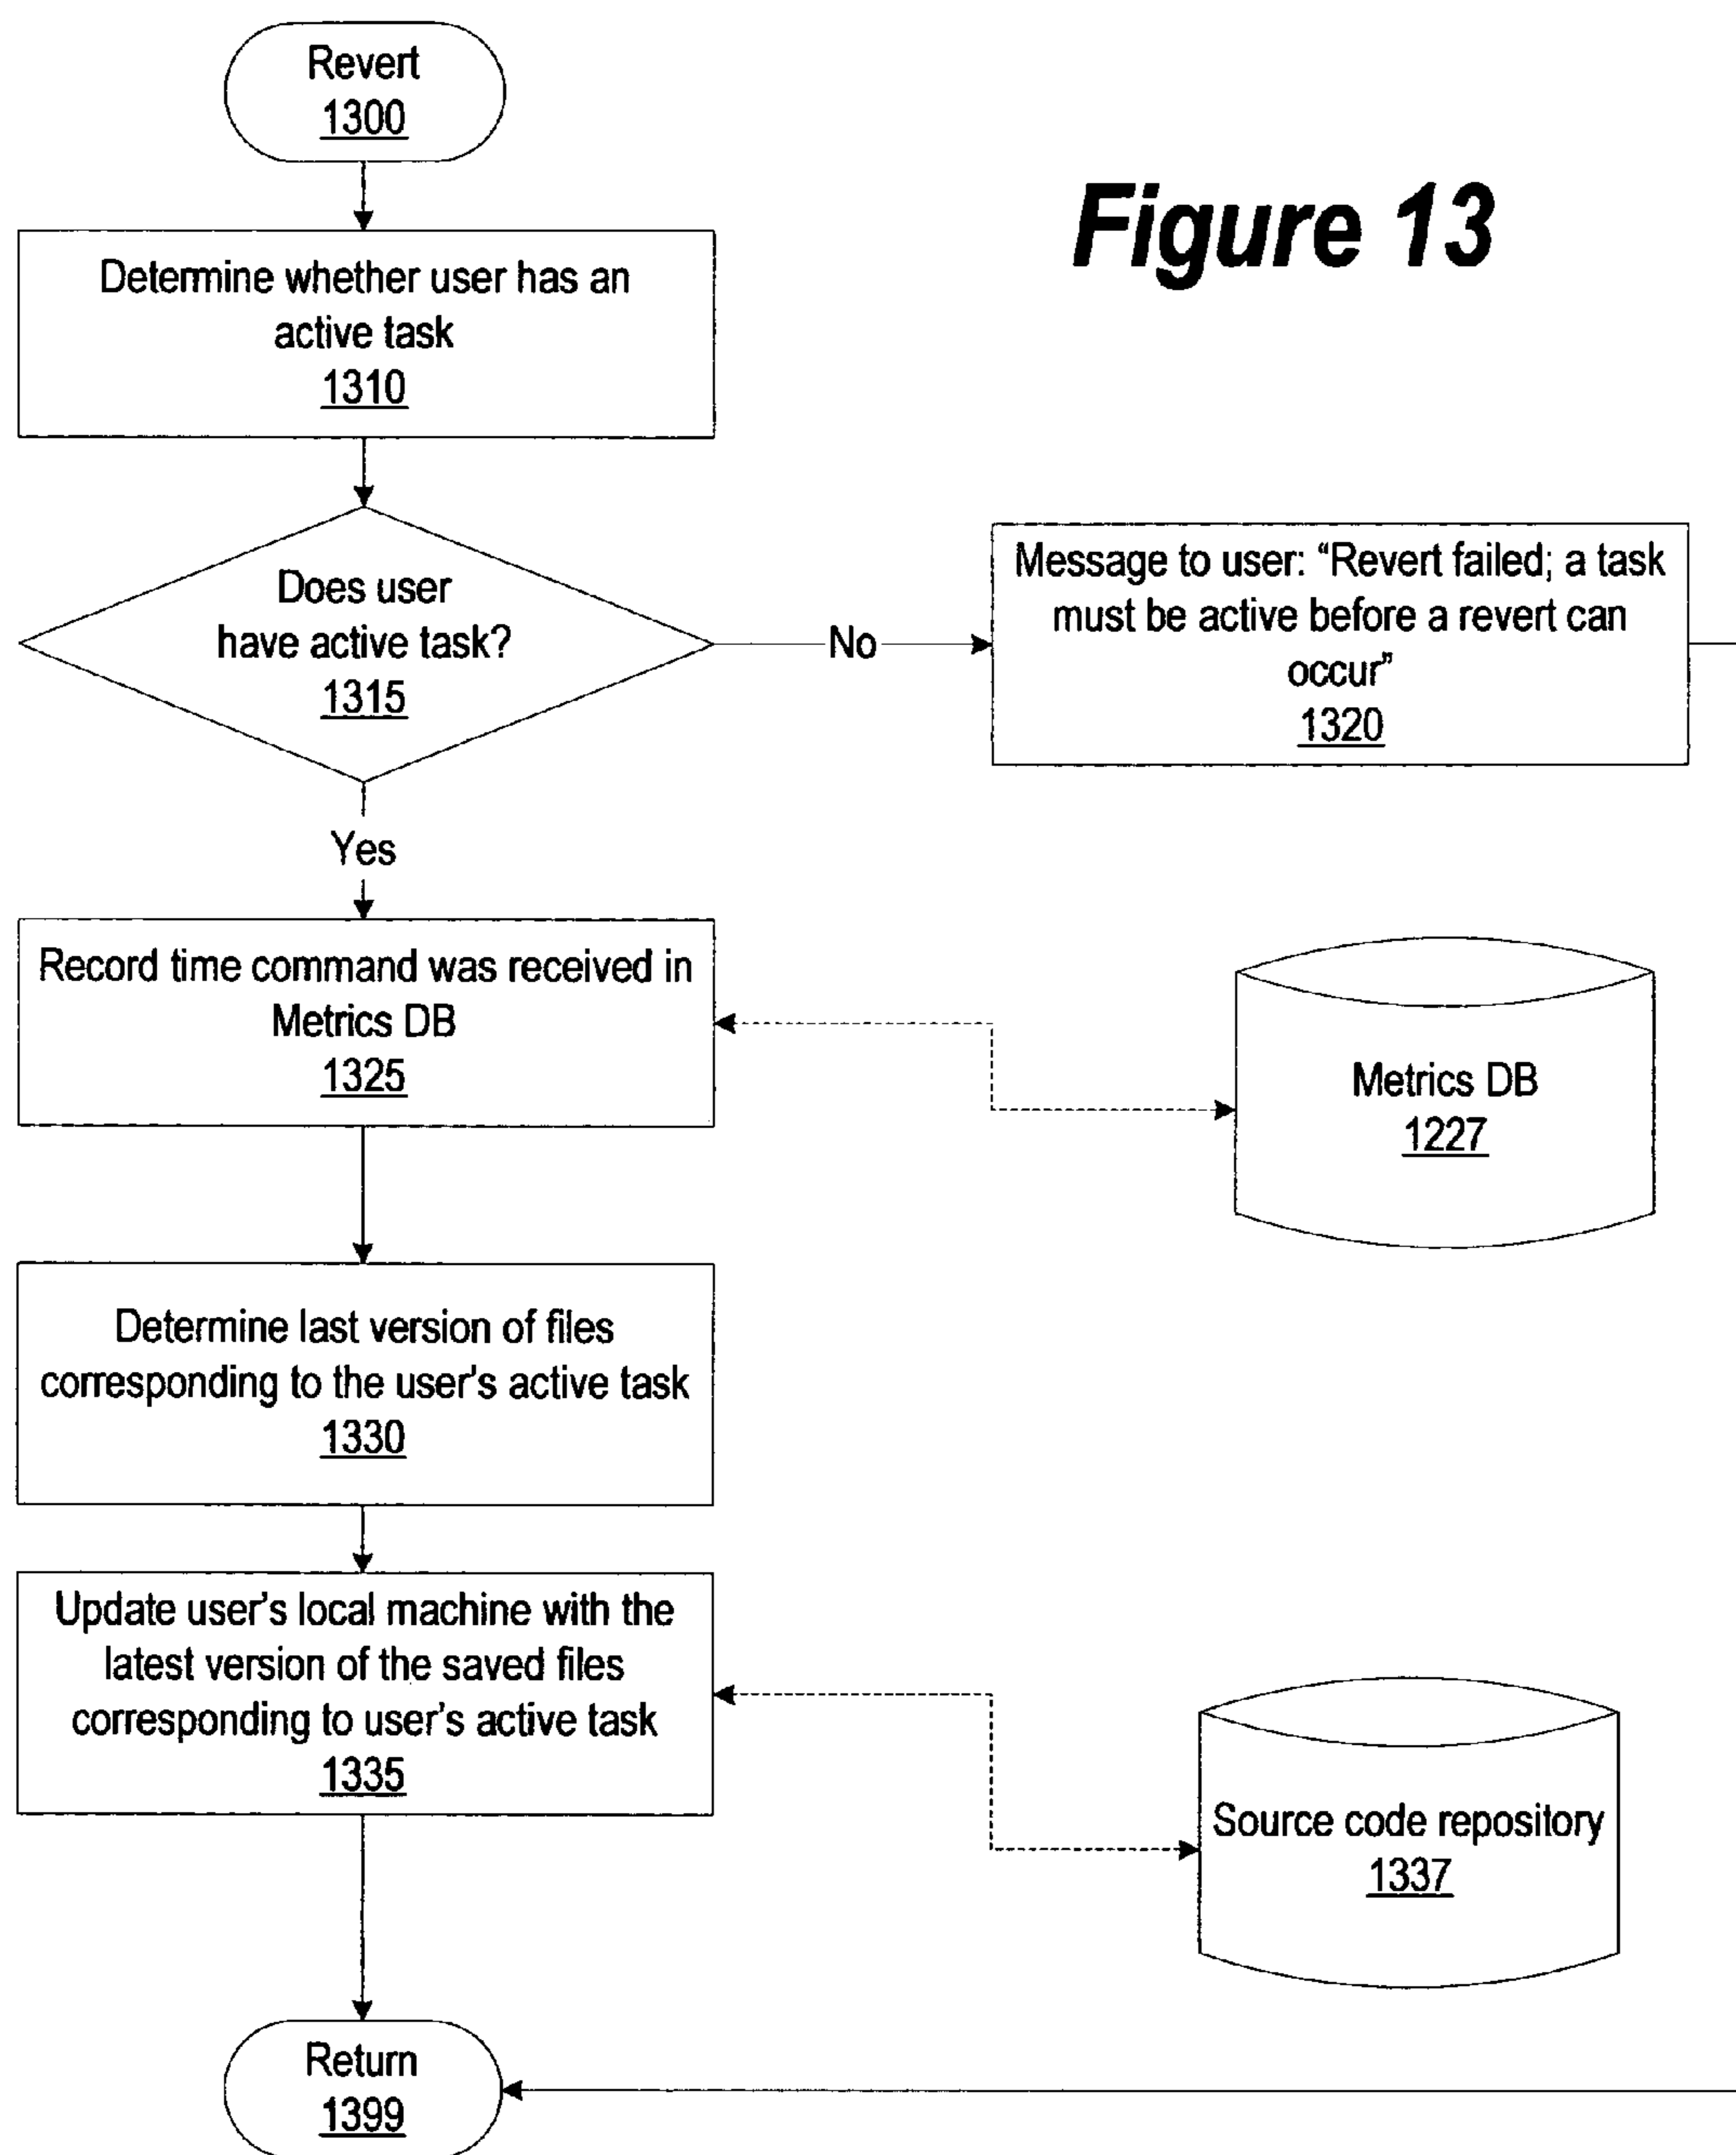 Revert
1300
Figure 13
Determine whether user has an
active task
1310
Does user
have active task?
1315
No
Message to user: “Revert failed; a task
must be active before a revert can
occur”
1320
Yes
Record time command was received in
Metrics DB
1325
Metrics DB
1227
Determine last version of files
corresponding to the user's active task
1330
Update user's local machine with the
latest version of the saved files
corresponding to user's active task
1335
Source code repository
1337
Return
1399